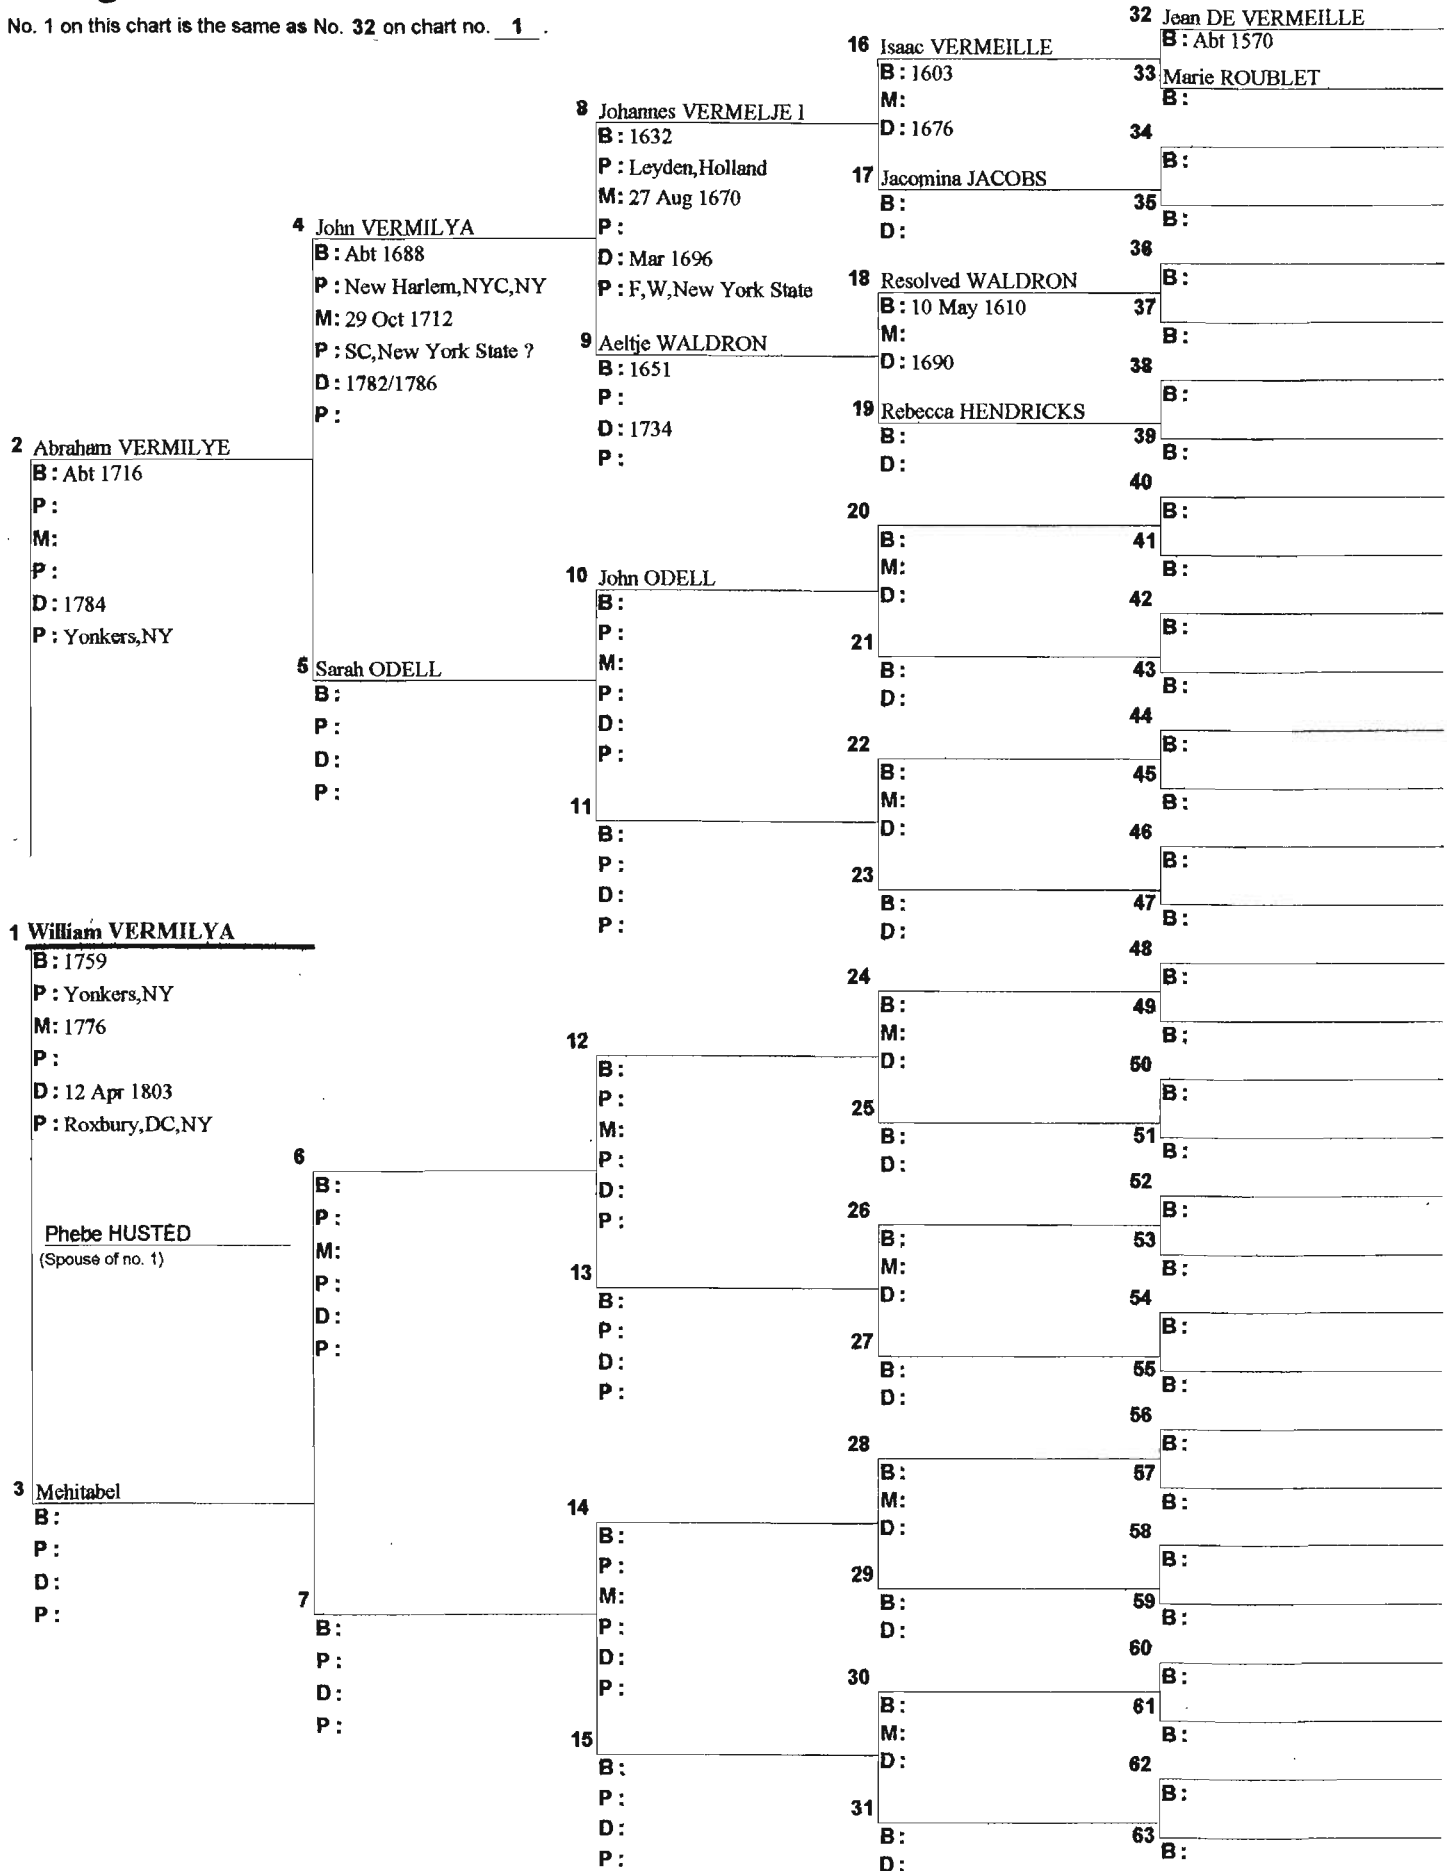 No. 1 on this chart is the same as No. 32 on chart no. 1 .
1 William VERMILYA
B: 1759
P: Yonkers,NY
M: 1776
P:
D: 12 Apr 1803
P: Roxbury,DC,NY
Phebe HUSTED
(Spouse of no. 1)
2 Abraham VERMILYE
B: Abt 1716
P:
M:
P:
D: 1784
P: Yonkers,NY
3 Mehitabel
B:
P:
D:
P:
4 John VERMILYA
B: Abt 1688
P: New Harlem,NYC,NY
M: 29 Oct 1712
P: SC,New York State ?
D: 1782/1786
P:
5 Sarah ODELL
B:
P:
D:
P:
6
B:
P:
M:
P:
D:
P:
7
B:
P:
D:
P:
8 Johannes VERMELJE I
B: 1632
P: Leyden,Holland
M: 27 Aug 1670
P:
D: Mar 1696
P: F,W,New York State
9 Aeltje WALDRON
B: 1651
P:
D: 1734
P:
10 John ODELL
B:
P:
M:
P:
D:
P:
11
B:
P:
D:
P:
12
B:
P:
M:
P:
D:
P:
13
B:
P:
D:
P:
14
B:
P:
M:
P:
D:
P:
15
B:
P:
D:
P:
16 Isaac VERMEILLE
B: 1603
M:
D: 1676
17 Jacomina JACOBS
B:
D:
18 Resolved WALDRON
B: 10 May 1610
M:
D: 1690
19 Rebecca HENDRICKS
B:
D:
20
B:
M:
D:
21
B:
D:
22
B:
M:
D:
23
B:
D:
24
B:
M:
D:
25
B:
D:
26
B:
M:
D:
27
B:
D:
28
B:
M:
D:
29
B:
D:
30
B:
M:
D:
31
B:
D:
32 Jean DE VERMEILLE
B: Abt 1570
33 Marie ROUBLET
B:
34
B:
35
B:
36
B:
37
B:
38
B:
39
B:
40
B:
41
B:
42
B:
43
B:
44
B:
45
B:
46
B:
47
B:
48
B:
49
B:
50
B:
51
B:
52
B:
53
B:
54
B:
55
B:
56
B:
57
B:
58
B:
59
B:
60
B:
61
B:
62
B:
63
B: